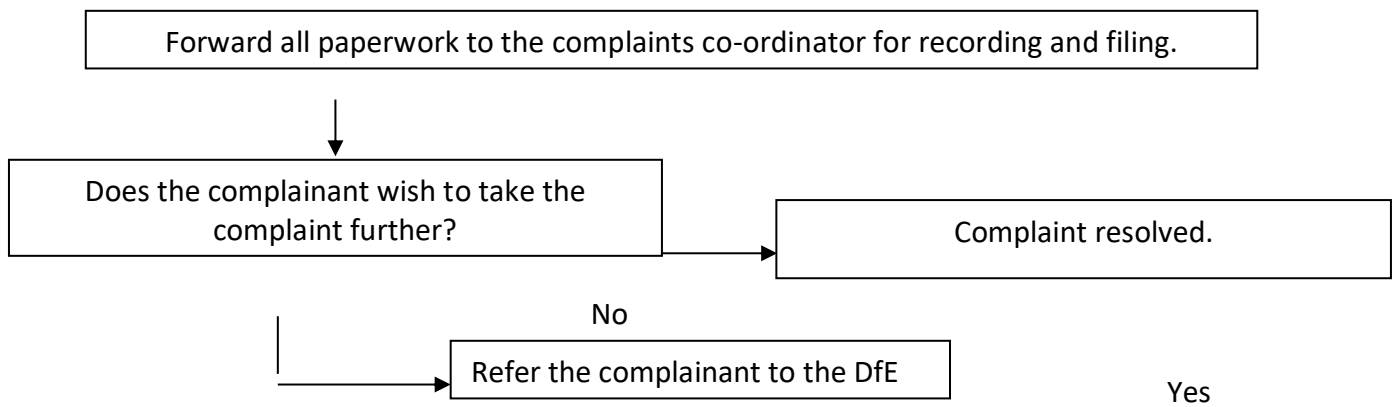 Forward all paperwork to the complaints co-ordinator for recording and filing.
Does the complainant wish to take the
complaint further?
Complaint resolved.
No
Refer the complainant to the DfE
Yes